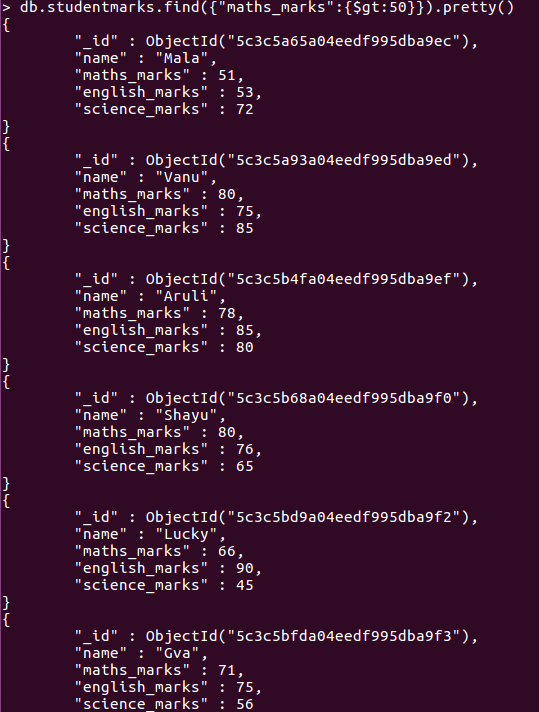 > db.studentmarks.find({"maths_marks":{$gt:50}}).pretty()
{
        "_id" : ObjectId("5c3c5a65a04eedf995dba9ec"),
        "name" : "Mala",
        "maths_marks" : 51,
        "english_marks" : 53,
        "science_marks" : 72
}
{
        "_id" : ObjectId("5c3c5a93a04eedf995dba9ed"),
        "name" : "Vanu",
        "maths_marks" : 80,
        "english_marks" : 75,
        "science_marks" : 85
}
{
        "_id" : ObjectId("5c3c5b4fa04eedf995dba9ef"),
        "name" : "Aruli",
        "maths_marks" : 78,
        "english_marks" : 85,
        "science_marks" : 80
}
{
        "_id" : ObjectId("5c3c5b68a04eedf995dba9f0"),
        "name" : "Shayu",
        "maths_marks" : 80,
        "english_marks" : 76,
        "science_marks" : 65
}
{
        "_id" : ObjectId("5c3c5bd9a04eedf995dba9f2"),
        "name" : "Lucky",
        "maths_marks" : 66,
        "english_marks" : 90,
        "science_marks" : 45
}
{
        "_id" : ObjectId("5c3c5bfda04eedf995dba9f3"),
        "name" : "Gva",
        "maths_marks" : 71,
        "english_marks" : 75,
        "science_marks" : 56